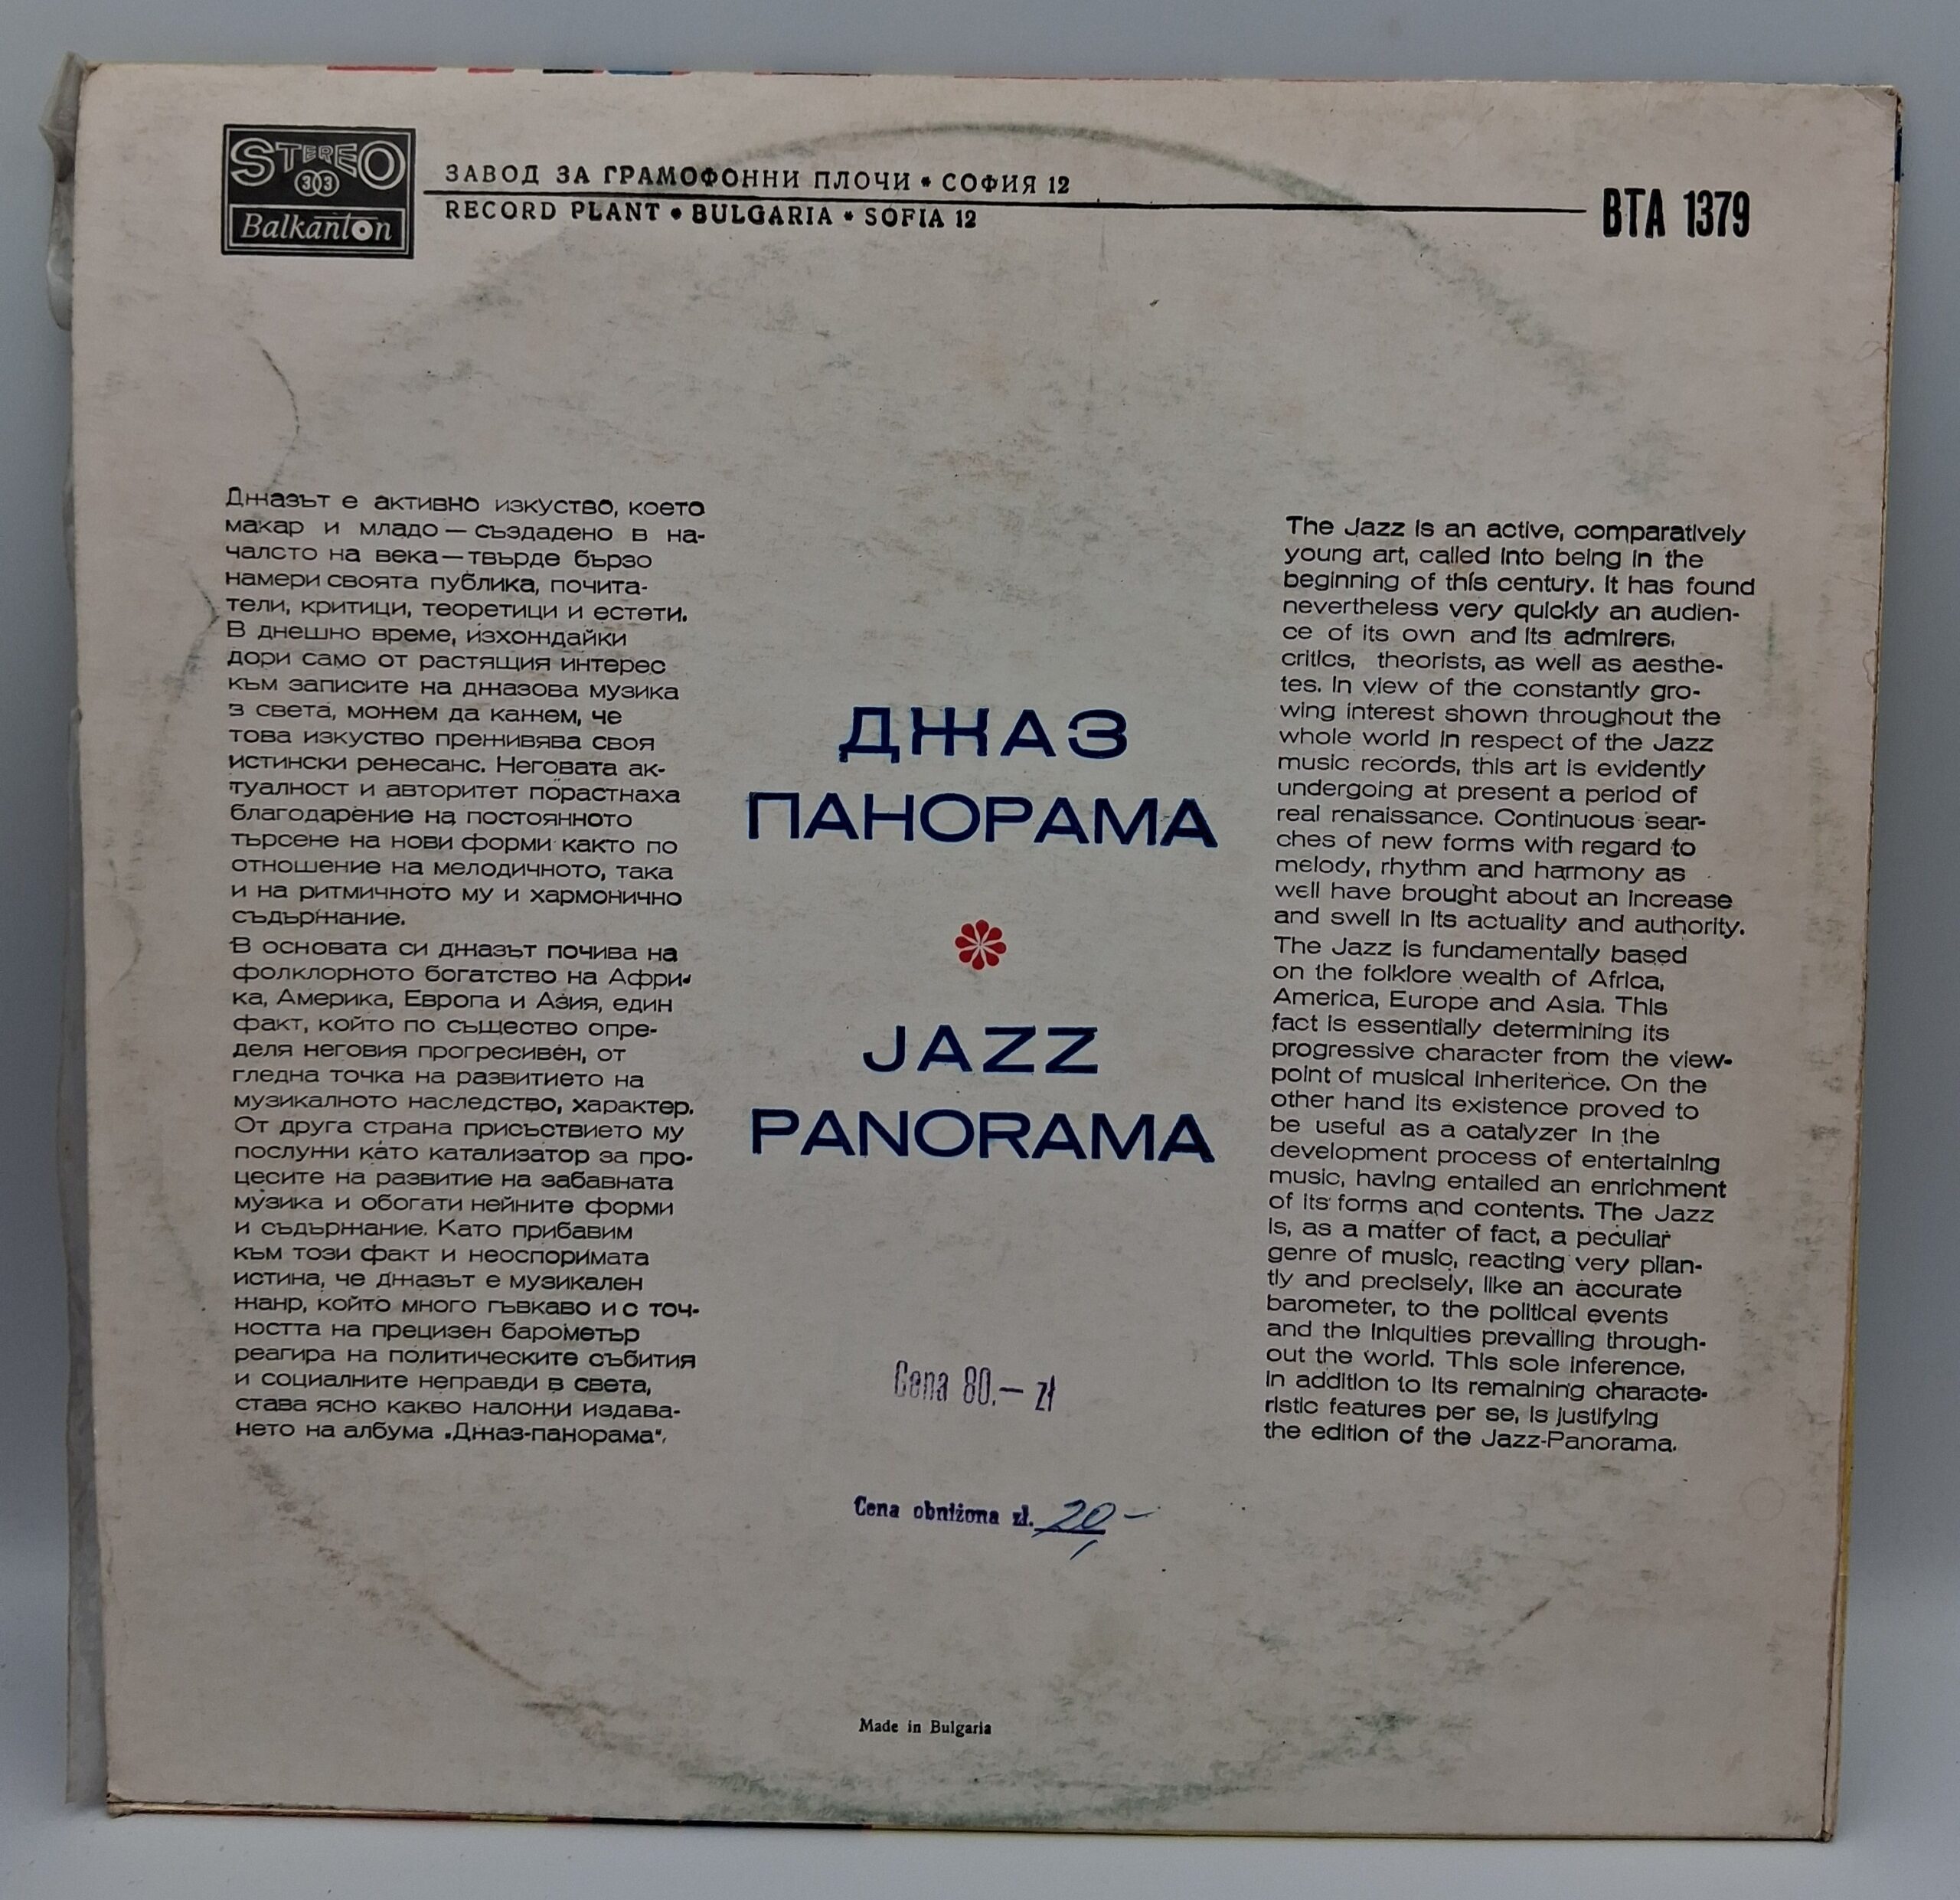 STEREO
33
Balkanton
ЗАВОД ЗА ГРАМОФОННИ ПЛОЧИ • СОФИЯ 12
RECORD PLANT • BULGARIA • SOFIA 12
ВТА 1379
Джазът е активно изкуство, което
макар и младо — създадено в на-
чалсто на века — твърде бързо
намери своята публика, почита-
тели, критици, теоретици и естети.
В днешно време, изхождайки
дори само от растящия интерес
към записите на джазова музика
в света, можем да кажем, че
това изкуство преживява своя
истински ренесанс. Неговата ак-
туалност и авторитет порастнаха
благодарение на постоянното
търсене на нови форми както по
отношение на мелодичното, така
и на ритмичното му и хармонично
съдържание.
В основата си джазът почива на
фолклорното богатство на Афри-
ка, Америка, Европа и Азия, един
факт, който по същество опре-
деля неговия прогресивен, от
гледна точка на развитието на
музикалното наследство, характер.
От друга страна присъствието му
послужи като катализатор за про-
цесите на развитие на забавната
музика и обогати нейните форми
и съдържание. Като прибавим
към този факт и неоспоримата
истина, че джазът е музикален
жанр, който много гъвкаво и с точ-
ността на прецизен барометър
реагира на политическите събития
и социалните неправди в света,
става ясно какво наложи издава-
нето на албума „Джаз-панорама“.
ДЖАЗ
ПАНОРАМА
JAZZ
PANORAMA
Cena 80.— zł
Cena obniżona zł. 20,-
Made in Bulgaria
The Jazz is an active, comparatively
young art, called into being in the
beginning of this century. It has found
nevertheless very quickly an audien-
ce of its own and its admirers,
critics, theorists, as well as aesthe-
tes. In view of the constantly gro-
wing interest shown throughout the
whole world in respect of the Jazz
music records, this art is evidently
undergoing at present a period of
real renaissance. Continuous sear-
ches of new forms with regard to
melody, rhythm and harmony as
well have brought about an increase
and swell in its actuality and authority.
The Jazz is fundamentally based
on the folklore wealth of Africa,
America, Europe and Asia. This
fact is essentially determining its
progressive character from the view-
point of musical inheritence. On the
other hand its existence proved to
be useful as a catalyzer in the
development process of entertaining
music, having entailed an enrichment
of its forms and contents. The Jazz
is, as a matter of fact, a peculiar
genre of music, reacting very plian-
tly and precisely, like an accurate
barometer, to the political events
and the iniquities prevailing through-
out the world. This sole inference,
in addition to its remaining characte-
ristic features per se, is justifying
the edition of the Jazz-Panorama.